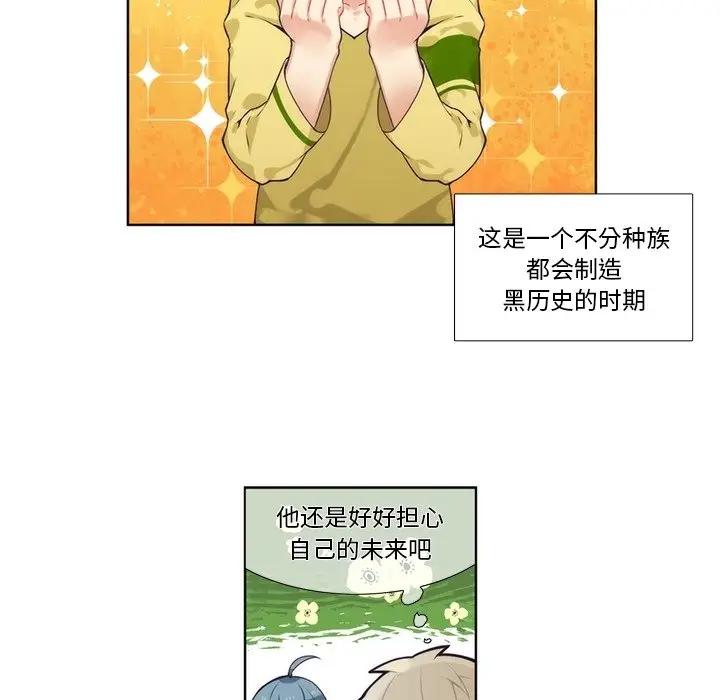 这是一个不分种族
都会制造
黑历史的时期
他还是好好担心
自己的未来吧